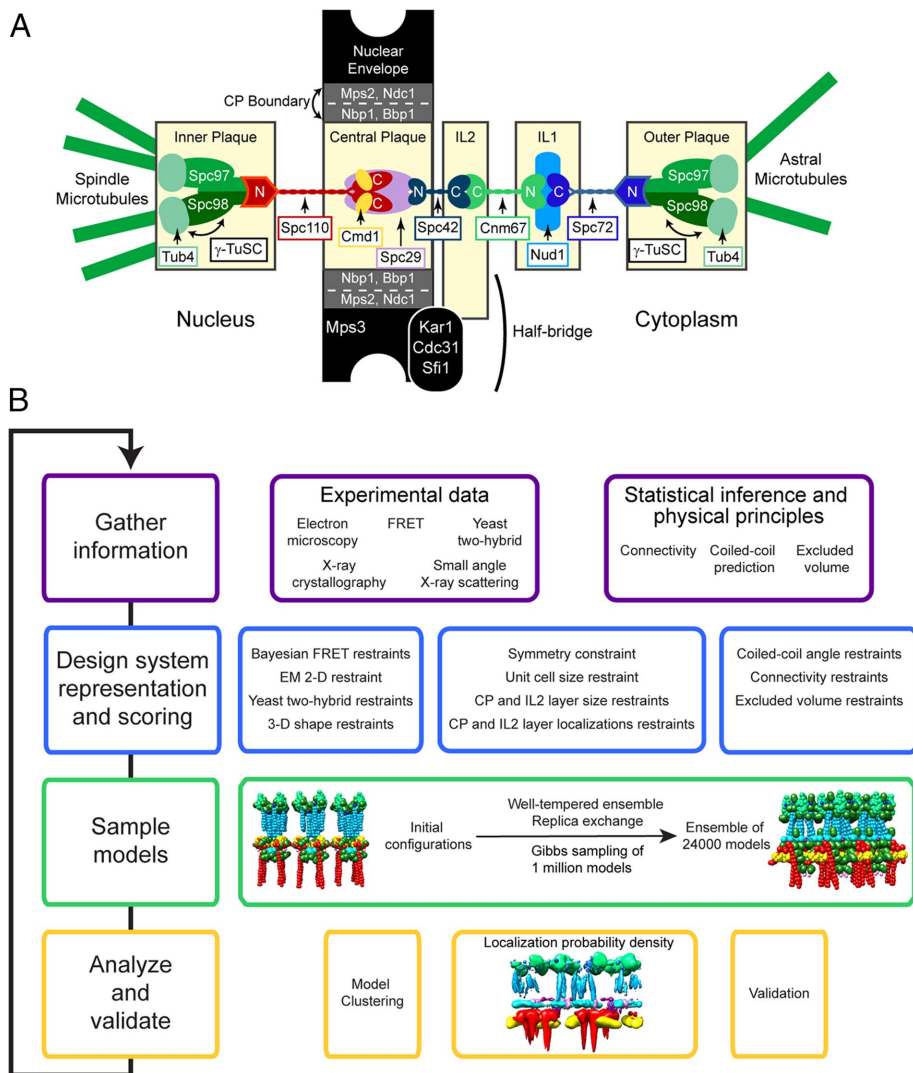 A
Nuclear
Envelope
CP Boundary
Mps2, Ndc1
Nbp1, Bbp1
Inner Plaque
Central Plaque
IL2
IL1
Outer Plaque
Spindle
Microtubules
Spc97
Spc98
N
C
C
N
C
C
N
C
N
Spc97
Spc98
Astral
Microtubules
Tub4
γ-TuSC
Spc110
Cmd1
Spc29
Spc42
Cnm67
Nud1
Spc72
γ-TuSC
Tub4
Nbp1, Bbp1
Mps2, Ndc1
Nucleus
Mps3
Kar1
Cdc31
Sfi1
Half-bridge
Cytoplasm
B
Gather
information
Experimental data
Electron
microscopy
FRET
Yeast
two-hybrid
X-ray
crystallography
Small angle
X-ray scattering
Statistical inference and
physical principles
Connectivity
Coiled-coil
prediction
Excluded
volume
Design system
representation
and scoring
Bayesian FRET restraints
EM 2-D restraint
Yeast two-hybrid restraints
3-D shape restraints
Symmetry constraint
Unit cell size restraint
CP and IL2 layer size restraints
CP and IL2 layer localizations restraints
Coiled-coil angle restraints
Connectivity restraints
Excluded volume restraints
Sample
models
Initial
configurations
Well-tempered ensemble
Replica exchange
Gibbs sampling of
1 million models
Ensemble of
24000 models
Analyze
and
validate
Model
Clustering
Localization probability density
Validation